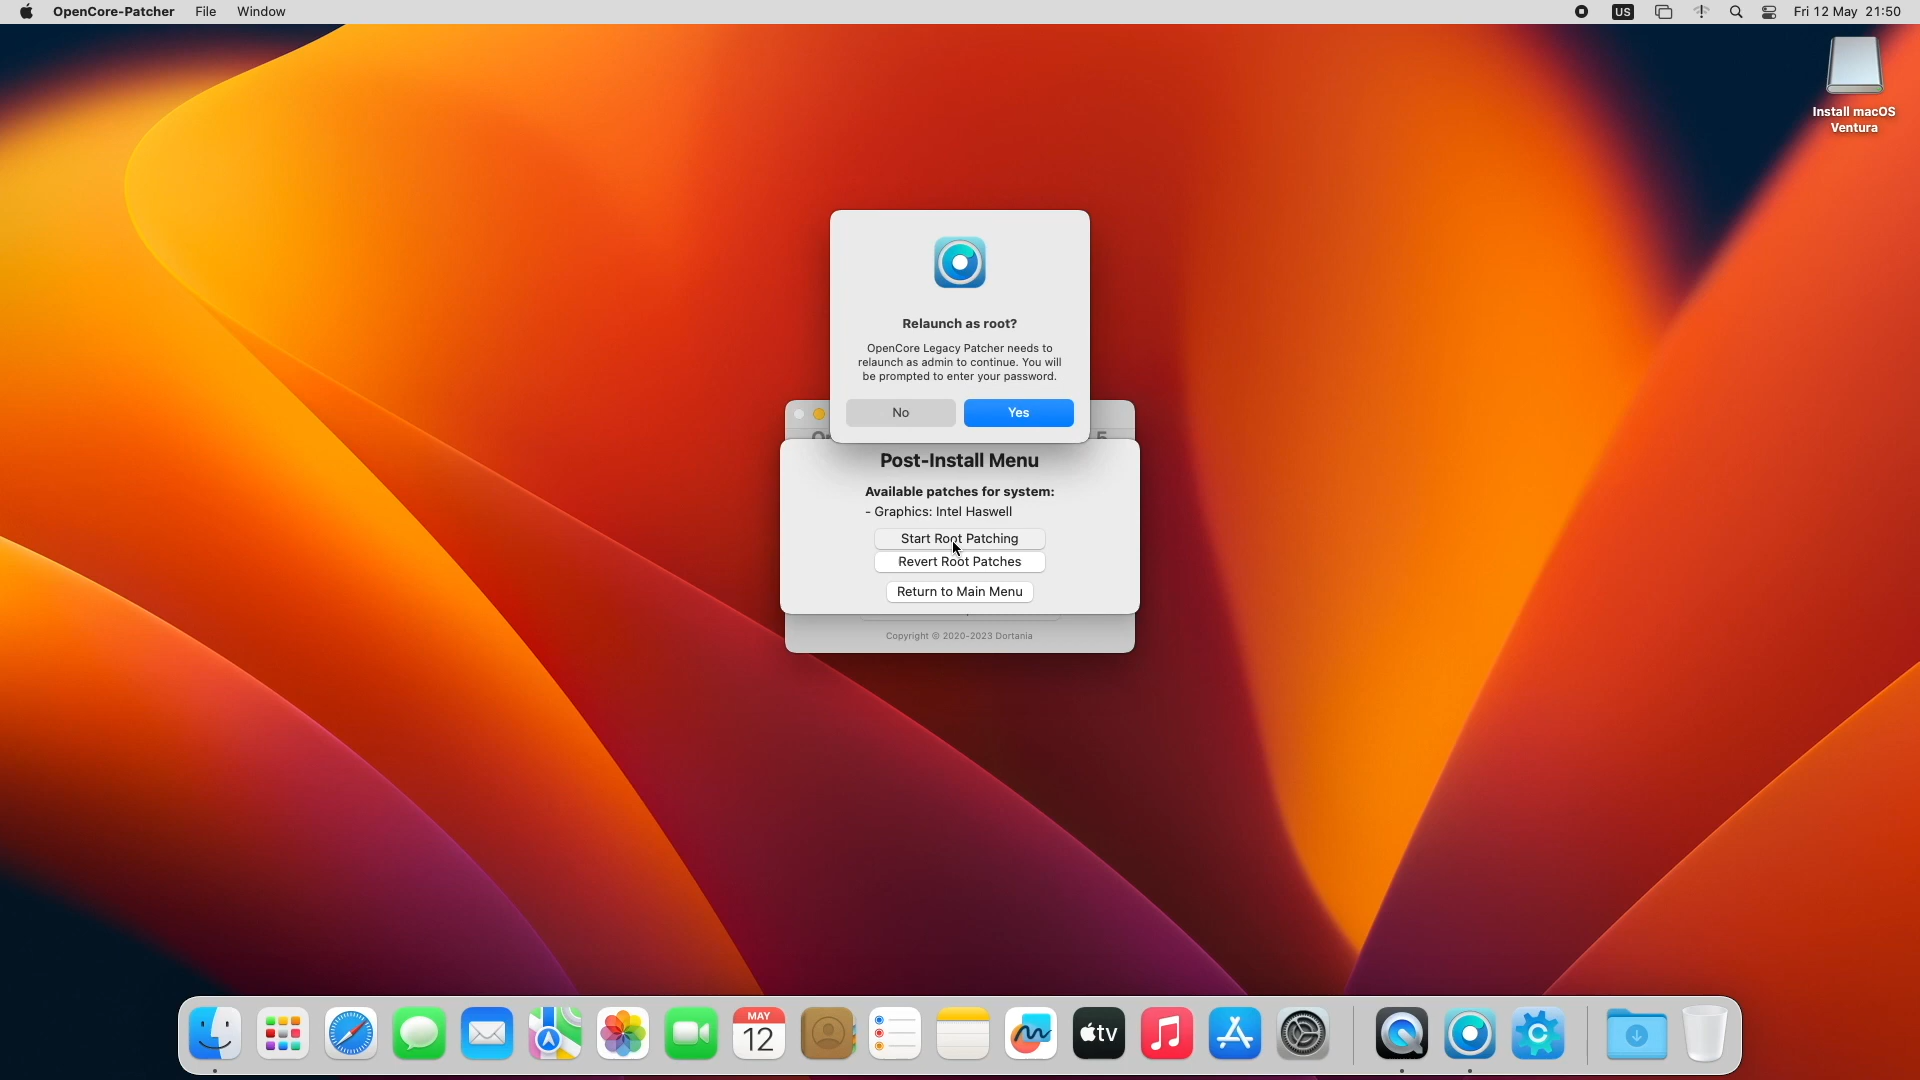 OpenCore-Patcher File Window
US
Fri 12 May 21:50
Install macOS
Ventura
Relaunch as root?
OpenCore Legacy Patcher needs to
relaunch as admin to continue. You will
be prompted to enter your password.
No
Yes
Post-Install Menu
Available patches for system:
- Graphics: Intel Haswell
Start Root Patching
Revert Root Patches
Return to Main Menu
Copyright © 2020-2023 Dortania
MAY
12
tv